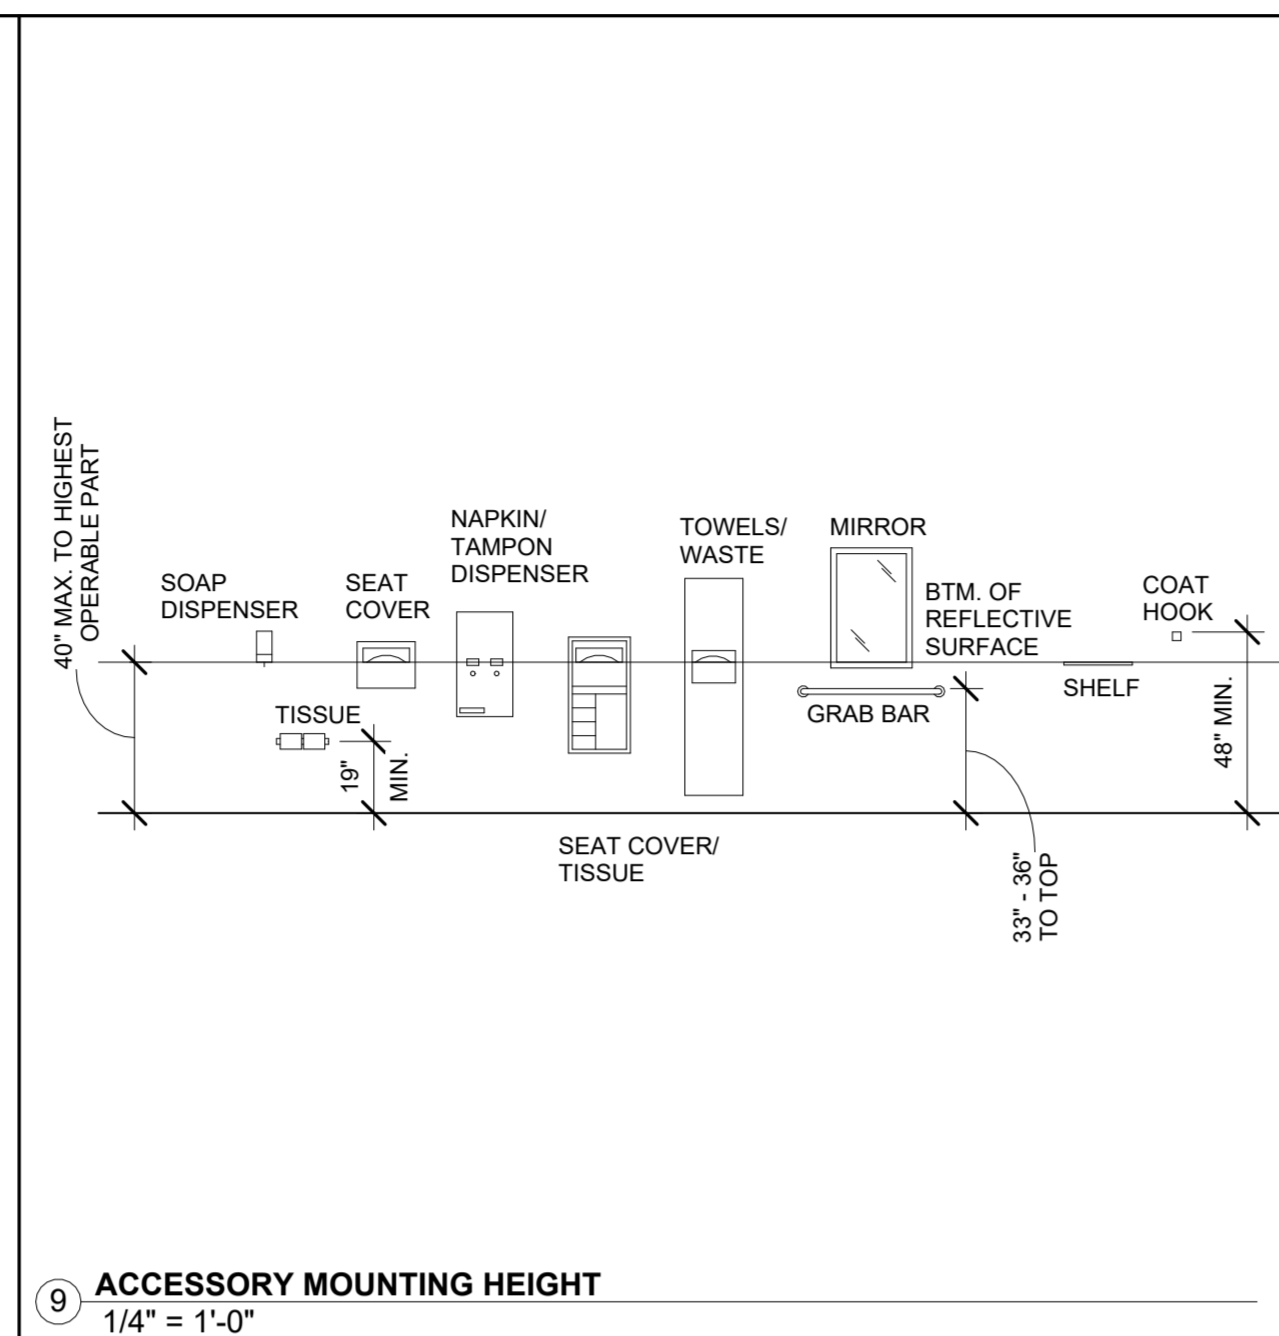 40" MAX. TO HIGHEST
OPERABLE PART
SOAP
DISPENSER
SEAT
COVER
NAPKIN/
TAMPON
DISPENSER
TOWELS/
WASTE
MIRROR
BTM. OF
REFLECTIVE
SURFACE
COAT
HOOK
TISSUE
19"
MIN.
GRAB BAR
SHELF
48" MIN.
SEAT COVER/
TISSUE
33" - 36"
TO TOP
9
ACCESSORY MOUNTING HEIGHT
1/4" = 1'-0"